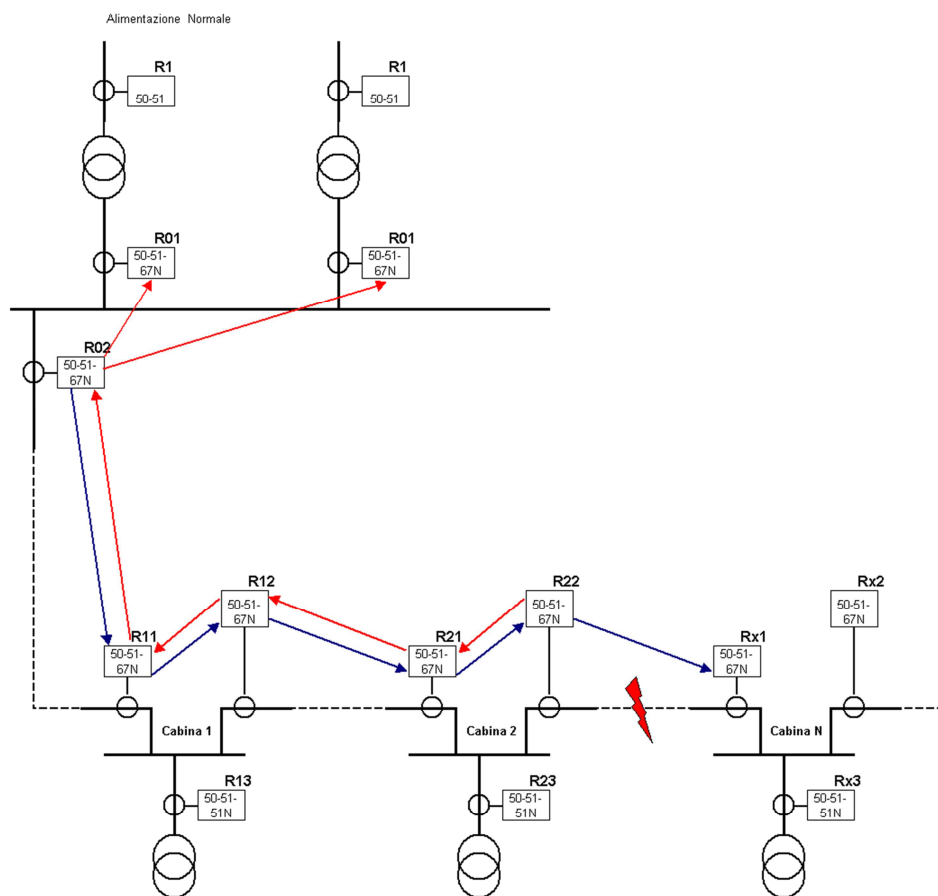 Alimentazione Normale
R1
50-51
R1
50-51
R01
50-51-
67N
R01
50-51-
67N
R02
50-51-
67N
R12
50-51-
67N
R22
50-51-
67N
Rx2
50-51-
67N
R11
50-51-
67N
R21
50-51-
67N
Rx1
50-51-
67N
Cabina 1
Cabina 2
Cabina N
R13
50-51-
51N
R23
50-51-
51N
Rx3
50-51-
51N